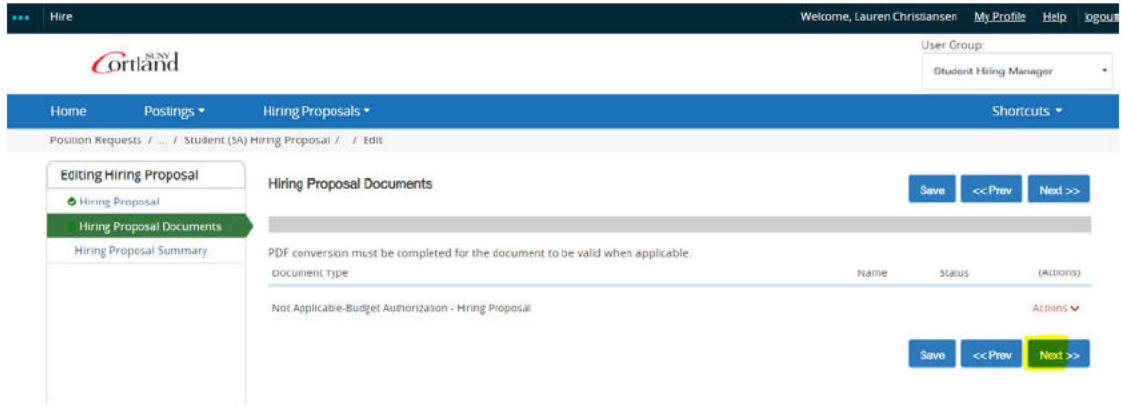 Hire Welcome, Lauren Christiansen My Profile Help logout
SUNY
Cortland
User Group:
Student Hiring Manager
Home Postings Hiring Proposals Shortcuts
Position Requests / ... / Student (SA) Hiring Proposal / / Edit
Editing Hiring Proposal
Hiring Proposal
Hiring Proposal Documents
Hiring Proposal Summary
Hiring Proposal Documents
Save << Prev Next >>
PDF conversion must be completed for the document to be valid when applicable.
Document Type Name Status (Actions)
Not Applicable-Budget Authorization - Hiring Proposal Actions
Save << Prev Next >>